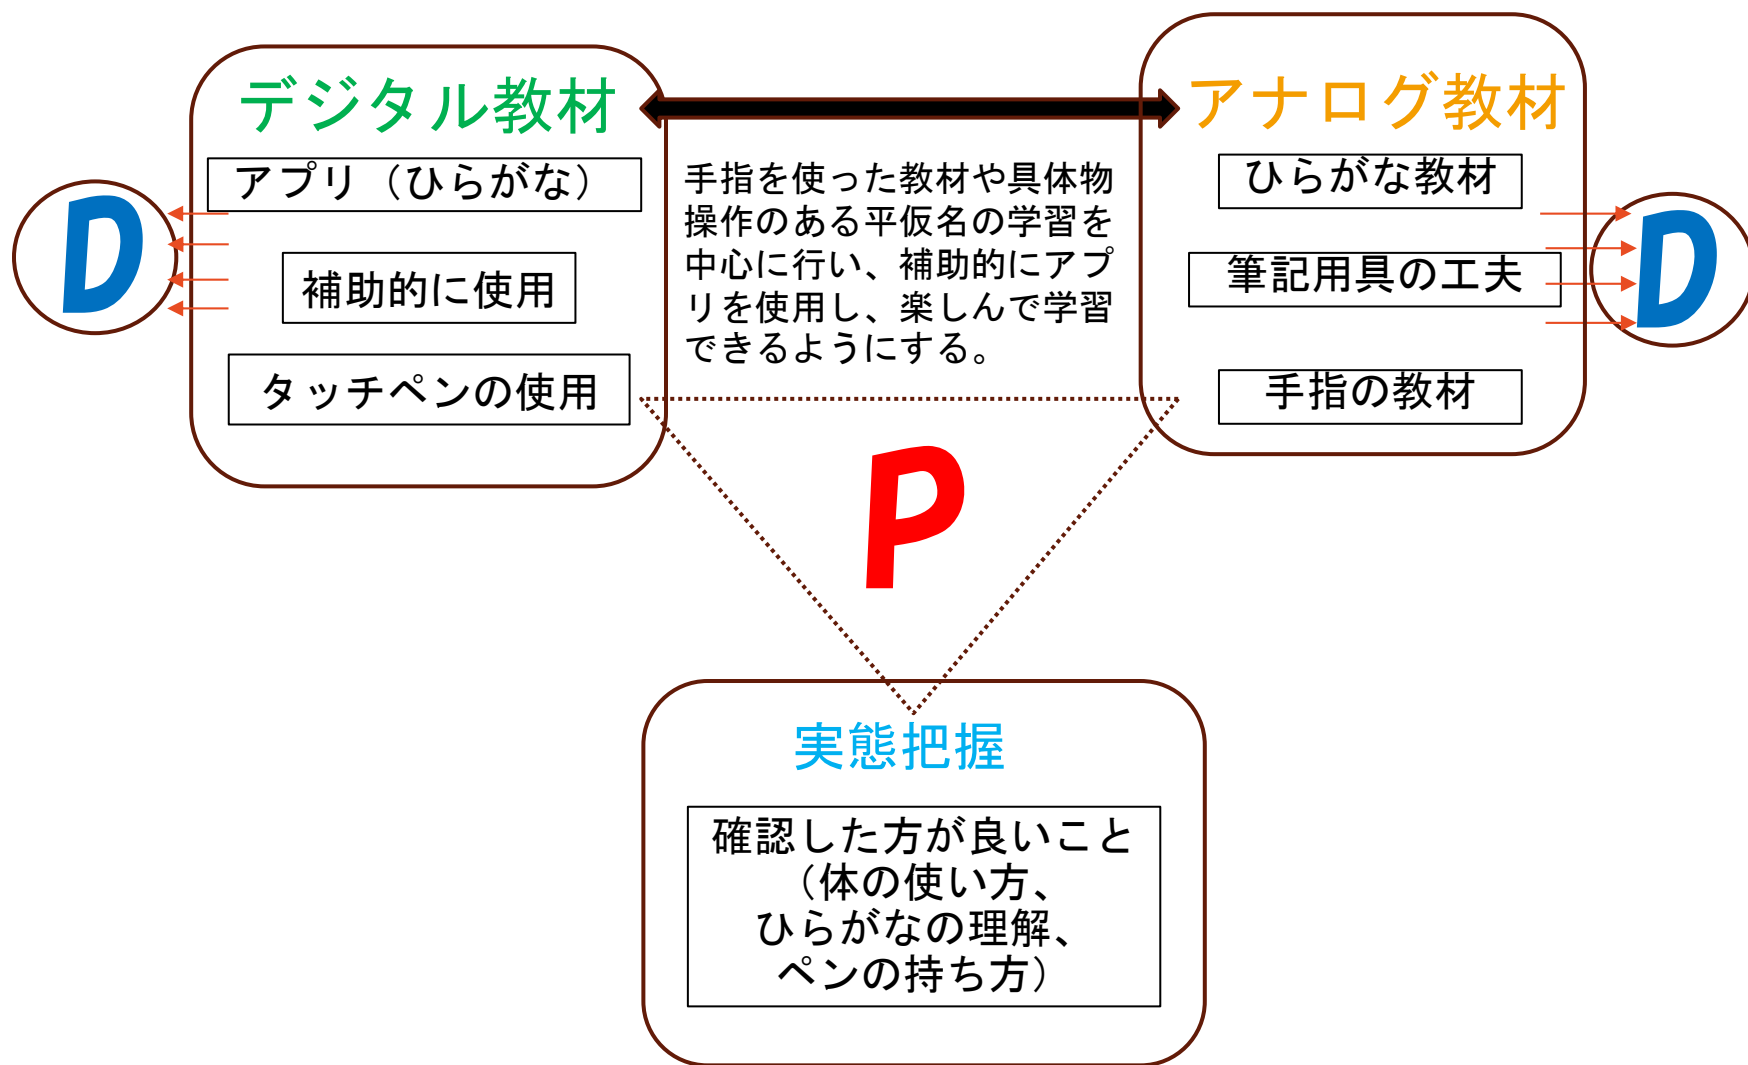 デジタル教材
アプリ（ひらがな）
補助的に使用
タッチペンの使用
D
手指を使った教材や具体物
操作のある平仮名の学習を
中心に行い、補助的にアプ
リを使用し、楽しんで学習
できるようにする。
アナログ教材
ひらがな教材
筆記用具の工夫
手指の教材
D
P
実態把握
確認した方が良いこと
（体の使い方、
ひらがなの理解、
ペンの持ち方）